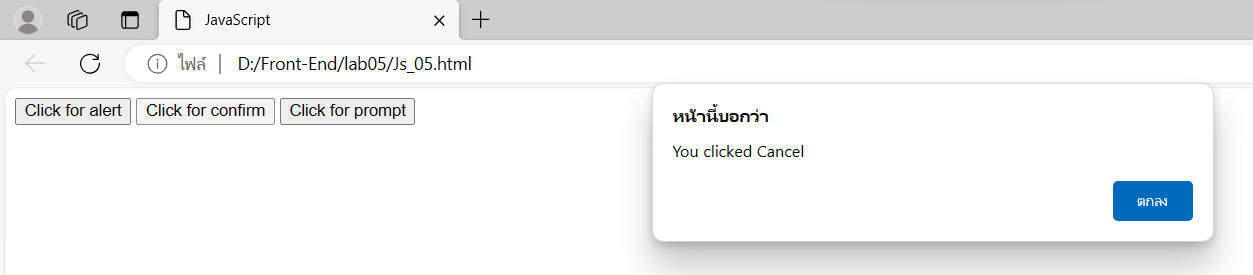 JavaScript
ไฟล์ D:/Front-End/lab05/Js_05.html
Click for alert Click for confirm Click for prompt
หน้านี้บอกว่า
You clicked Cancel
ตกลง